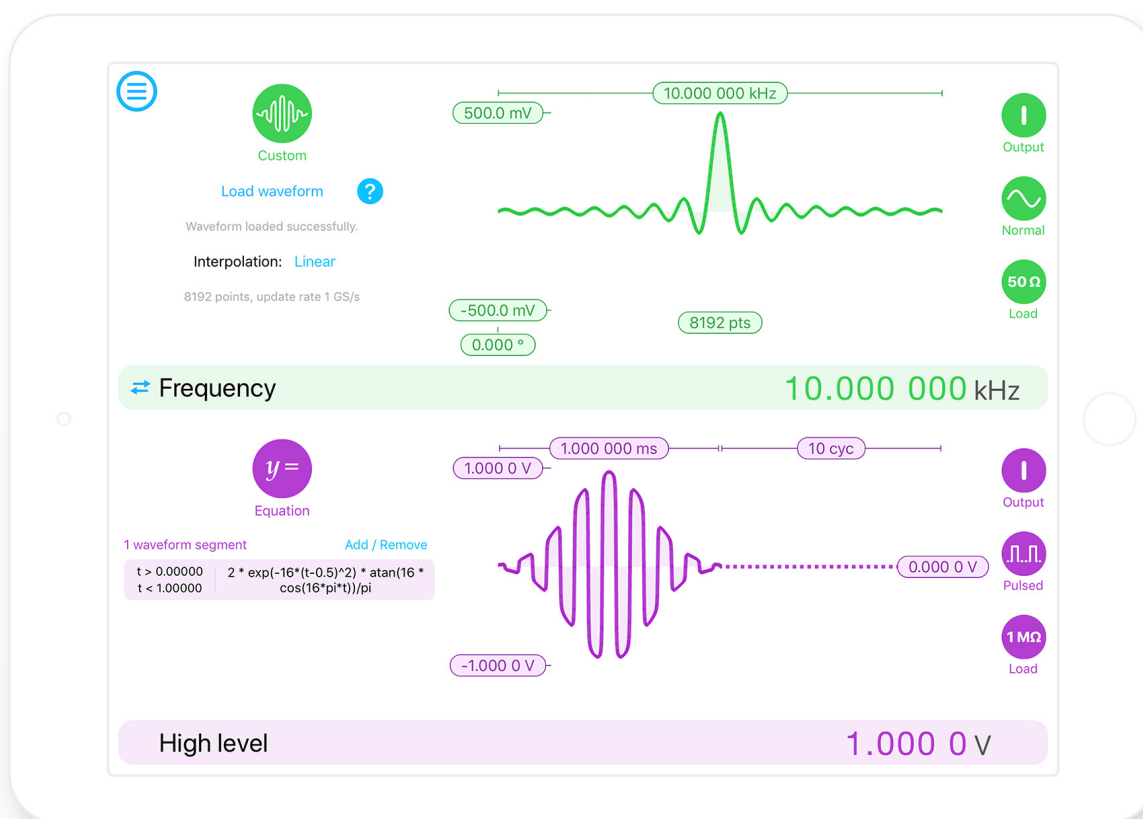 Custom
Load waveform
?
Waveform loaded successfully.
Interpolation: Linear
8192 points, update rate 1 GS/s
10.000 000 kHz
500.0 mV
-500.0 mV
0.000 °
8192 pts
Output
Normal
50 Ω
Load
Frequency
10.000 000 kHz
y =
Equation
1 waveform segment
Add / Remove
t > 0.00000
t < 1.00000
2 * exp(-16*(t-0.5)^2) * atan(16 *
cos(16*pi*t))/pi
1.000 000 ms
10 cyc
1.000 0 V
0.000 0 V
-1.000 0 V
Output
Pulsed
1 MΩ
Load
High level
1.000 0 V